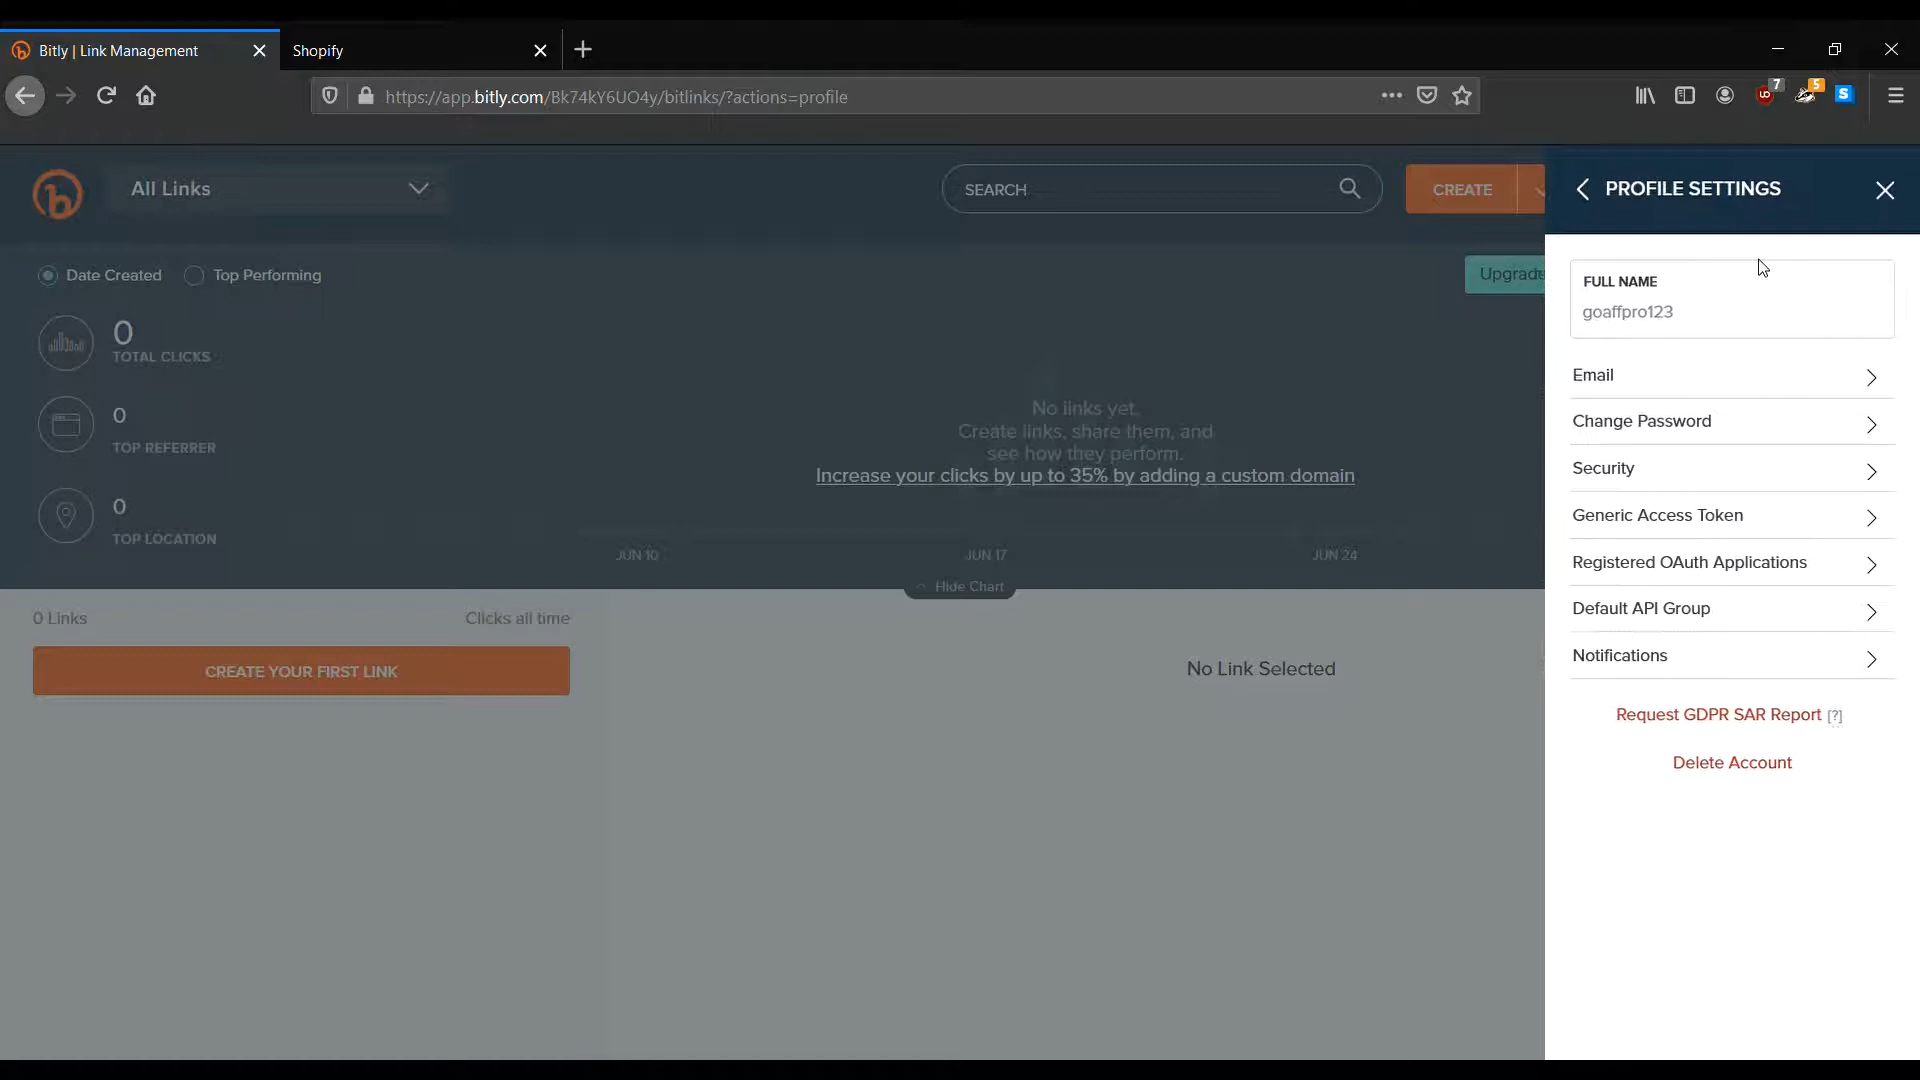 Bitly | Link Management
Shopify
https://app.bitly.com/Bk74kY6UO4y/bitlinks/?actions=profile
7
5
S
All Links
SEARCH
CREATE
PROFILE SETTINGS
Date Created
Top Performing
Upgrade
FULL NAME
goaffpro123
0
TOTAL CLICKS
0
TOP REFERRER
0
TOP LOCATION
No links yet.
Create links, share them, and
see how they perform.
Increase your clicks by up to 35% by adding a custom domain
JUN 10
JUN 17
JUN 24
Hide Chart
Email
Change Password
Security
Generic Access Token
Registered OAuth Applications
Default API Group
Notifications
Request GDPR SAR Report [?]
Delete Account
0 Links
Clicks all time
CREATE YOUR FIRST LINK
No Link Selected